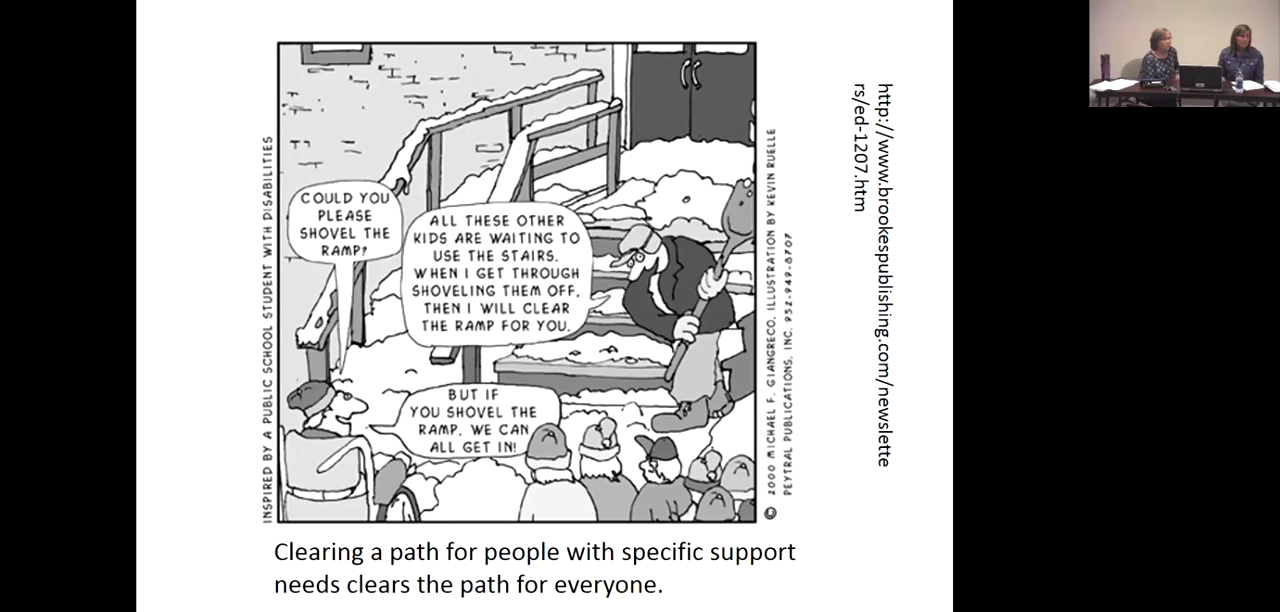 INSPIRED BY A PUBLIC SCHOOL STUDENT WITH DISABILITIES
COULD YOU
PLEASE
SHOVEL THE
RAMP?
ALL THESE OTHER
KIDS ARE WAITING TO
USE THE STAIRS.
WHEN I GET THROUGH
SHOVELING THEM OFF,
THEN I WILL CLEAR
THE RAMP FOR YOU.
BUT IF
YOU SHOVEL THE
RAMP, WE CAN
ALL GET IN!
© 2000 MICHAEL F. GIANGRECO, ILLUSTRATION BY KEVIN RUELLE
PEYTRAL PUBLICATIONS, INC. 952-949-8707
http://www.brookespublishing.com/newslette
rs/ed-1207.htm
Clearing a path for people with specific support
needs clears the path for everyone.